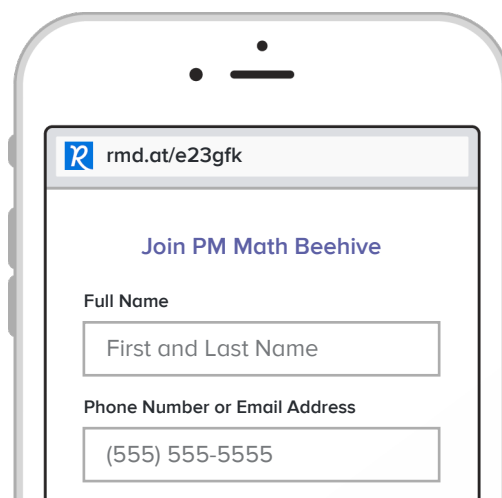 rmd.at/e23gfk
Join PM Math Beehive
Full Name
First and Last Name
Phone Number or Email Address
(555) 555-5555